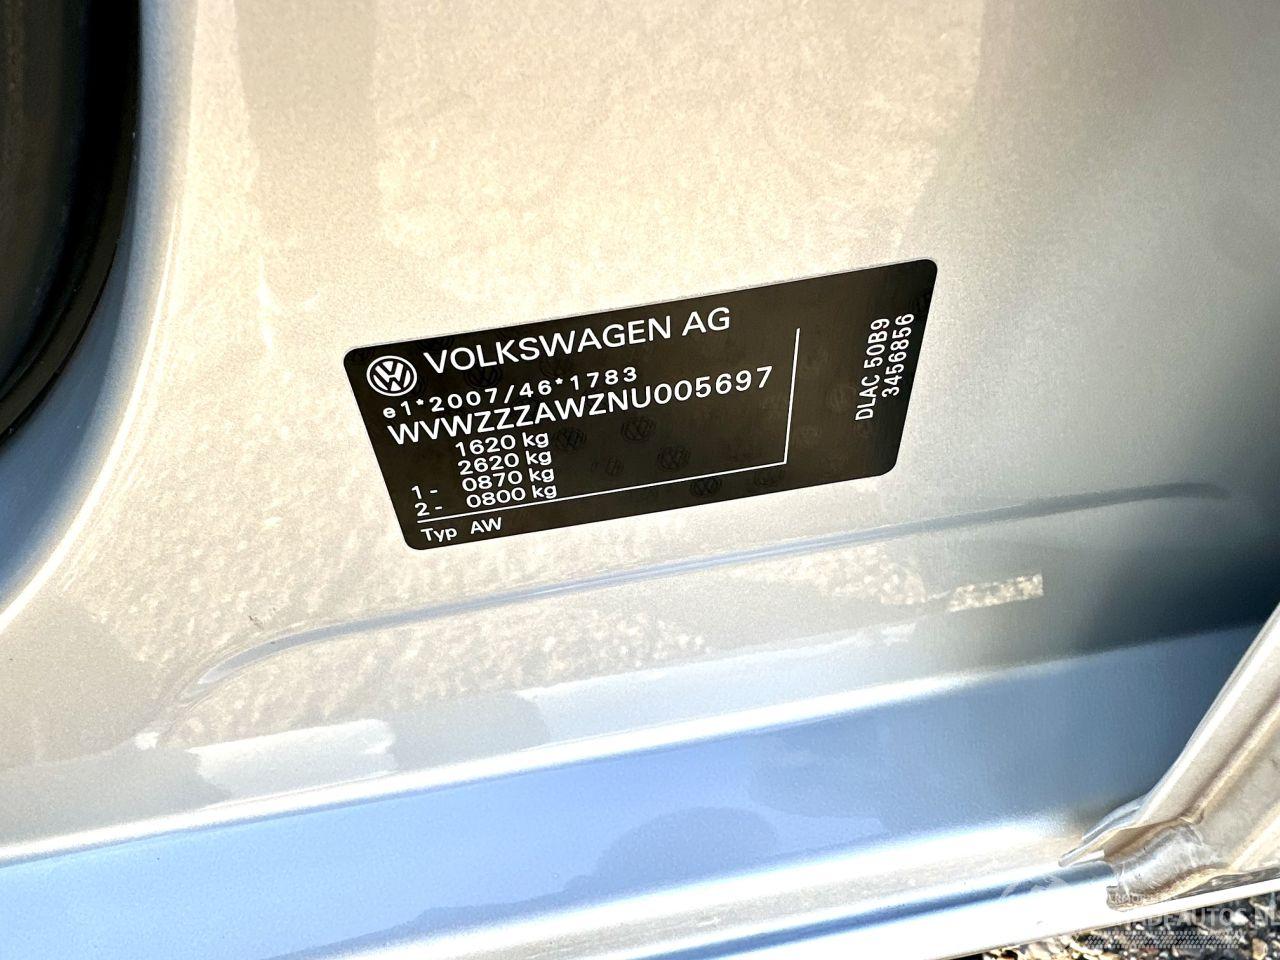 VOLKSWAGEN AG
e1*2007/46*1783
WVWZZZAWZNU005697
1620 kg
2620 kg
1- 0870 kg
2- 0800 kg
Typ AW
DLAC 50B9
3456856